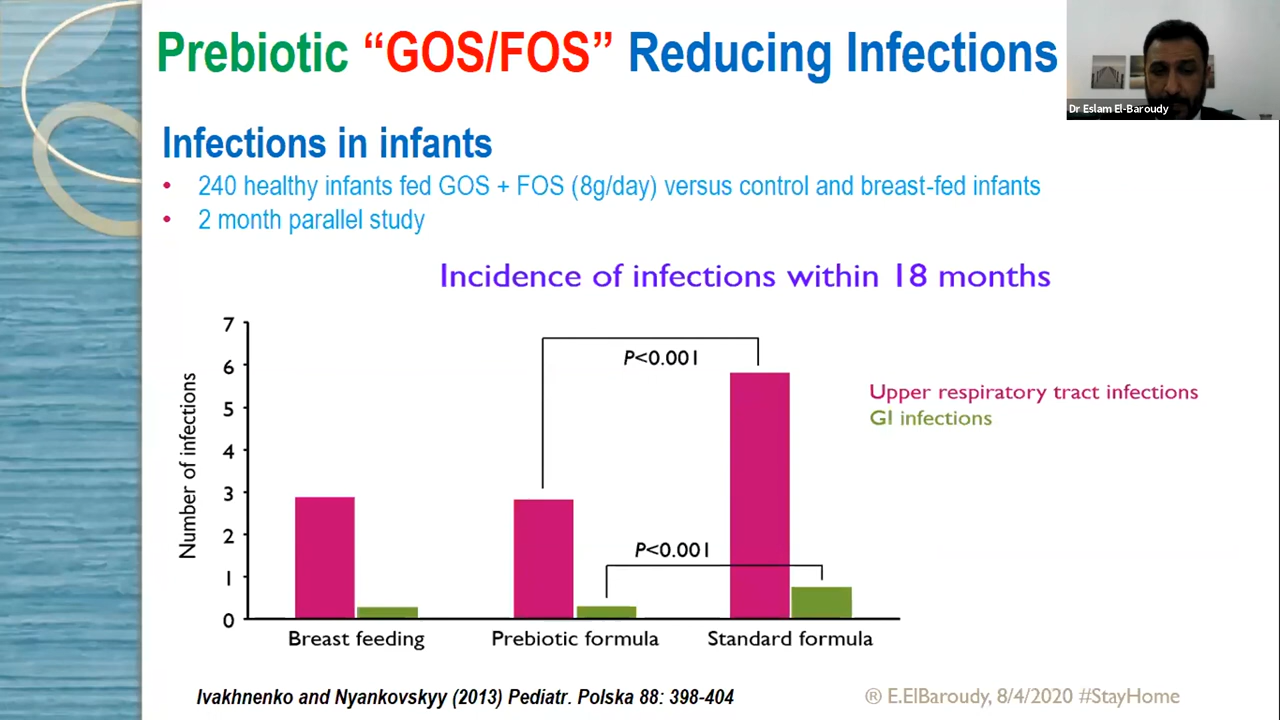 Prebiotic “GOS/FOS” Reducing Infections
Dr Eslam El-Baroudy
Infections in infants
• 240 healthy infants fed GOS + FOS (8g/day) versus control and breast-fed infants
• 2 month parallel study
Incidence of infections within 18 months
Number of infections
7
6
5
4
3
2
1
0
P<0.001
P<0.001
Upper respiratory tract infections
GI infections
Breast feeding
Prebiotic formula
Standard formula
Ivakhnenko and Nyankovskyy (2013) Pediatr. Polska 88: 398-404
® E.ElBaroudy, 8/4/2020 #StayHome